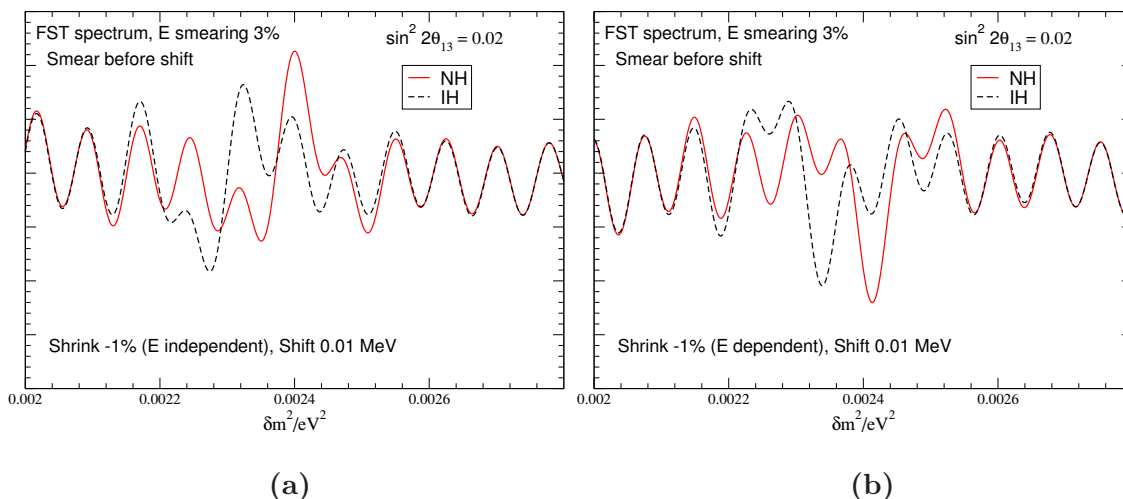 FST spectrum, E smearing 3%
Smear before shift
sin² 2θ₁₃ = 0.02
NH
IH
Shrink -1% (E independent), Shift 0.01 MeV
0.002 0.0022 0.0024 0.0026
δm²/eV²
(a)
FST spectrum, E smearing 3%
Smear before shift
sin² 2θ₁₃ = 0.02
NH
IH
Shrink -1% (E dependent), Shift 0.01 MeV
0.002 0.0022 0.0024 0.0026
δm²/eV²
(b)